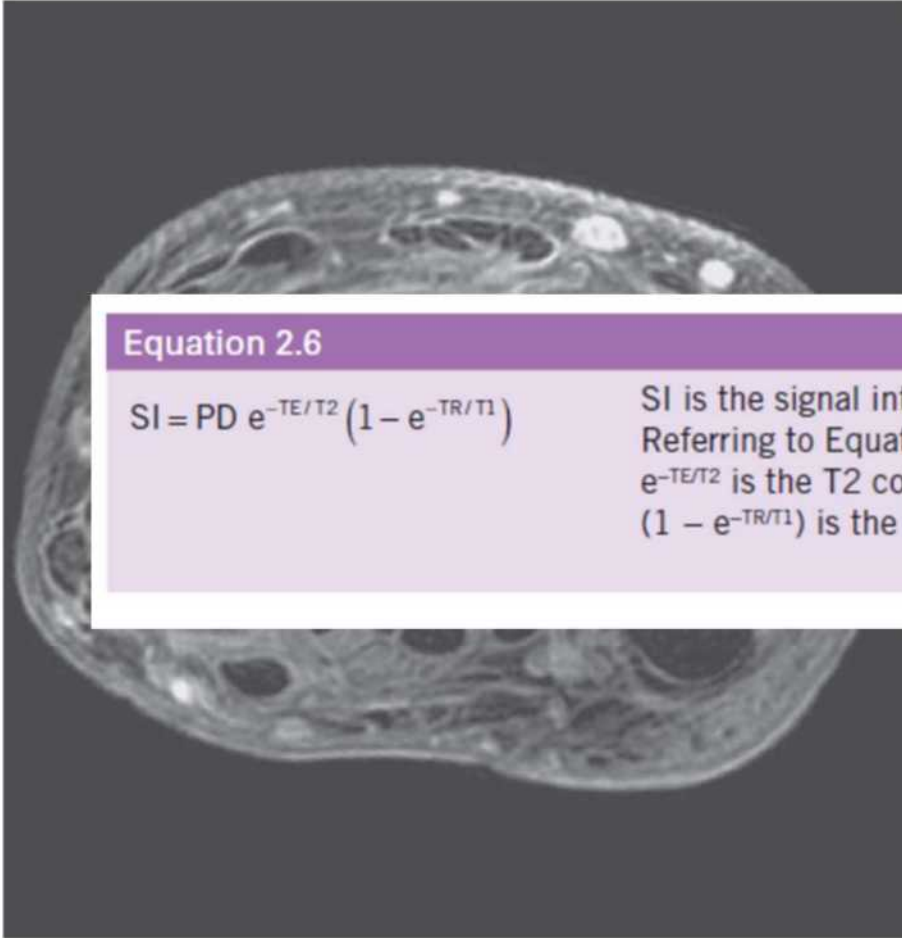 Equation 2.6
SI = PD e^–TE/T2 (1 – e^–TR/T1)
SI is the signal
Referring to
e^–TE/T2 is the T2
(1 – e^–TR/T1) is the